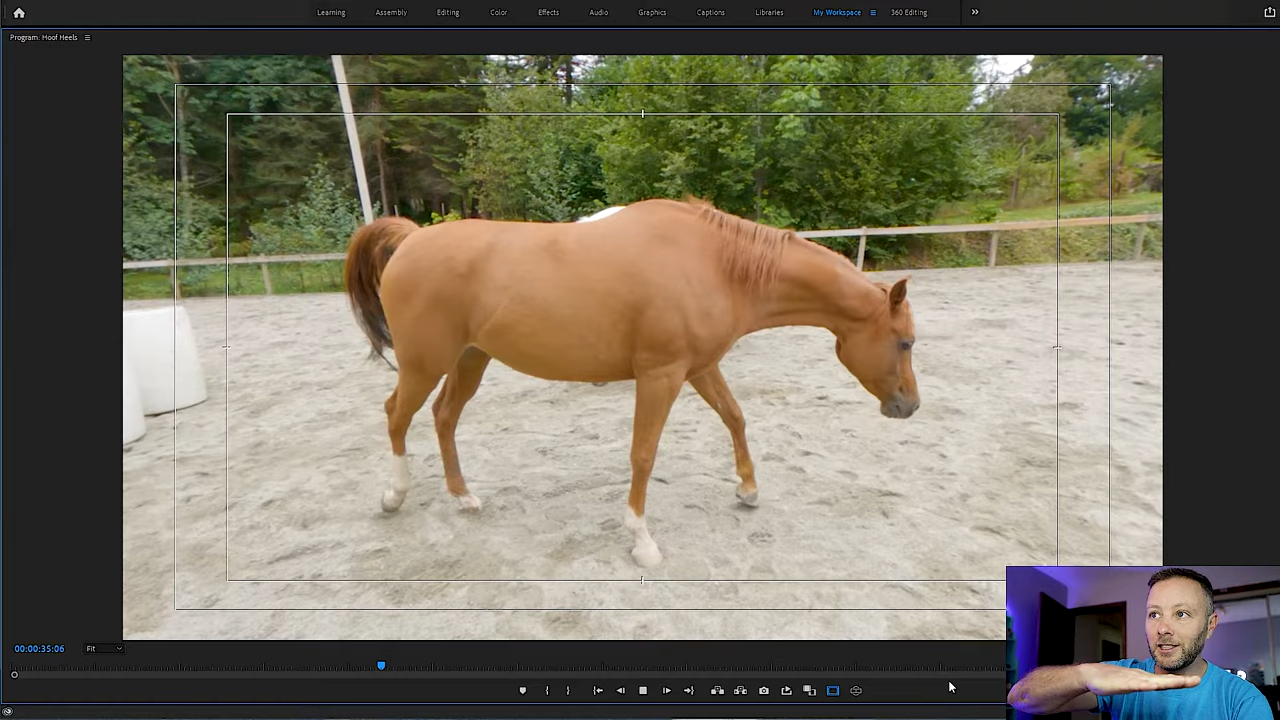 Learning Assembly Editing Color Effects Audio Graphics Captions Libraries My Workspace 360 Editing
Program: Hoof Heels
00:00:35:06 Fit